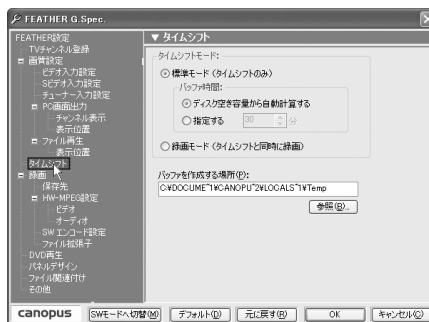 FEATHER G.Spec.
FEATHER設定
TVチャンネル登録
画質設定
ビデオ入力設定
Sビデオ入力設定
チューナー入力設定
PC画面出力
チャンネル表示
表示位置
ファイル再生
表示位置
タイムシフト
録画
保存先
HW-MPEG設定
ビデオ
オーディオ
SWエンコード設定
ファイル拡張子
DVD再生
パネルデザイン
ファイル関連付け
その他
▼ タイムシフト
タイムシフトモード:
標準モード(タイムシフトのみ)
バッファ時間:
ディスク空き容量から自動計算する
指定する 30 分
録画モード(タイムシフトと同時に録画)
バッファを作成する場所(P):
C:¥DOCUME~1¥CANOPU~2¥LOCALS~1¥Temp
参照(B)...
canopus
SWモードへ切替(M) デフォルト(D) 元に戻す(R) OK キャンセル(C)